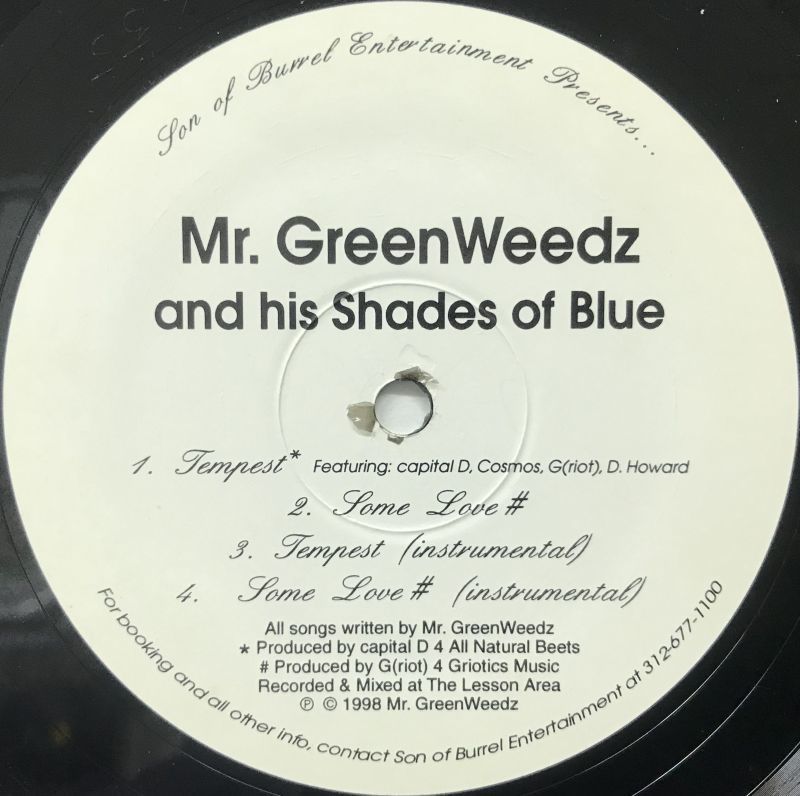 Son of Burrel Entertainment Presents...
Mr. GreenWeedz
and his Shades of Blue
1. Tempest* Featuring: capital D, Cosmos, G(riot), D. Howard
2. Some Love #
3. Tempest (instrumental)
4. Some Love # (instrumental)
All songs written by Mr. GreenWeedz
* Produced by capital D 4 All Natural Beets
# Produced by G(riot) 4 Griotics Music
Recorded & Mixed at The Lesson Area
℗ © 1998 Mr. GreenWeedz
For booking and all other info, contact Son of Burrel Entertainment at 312-677-1100